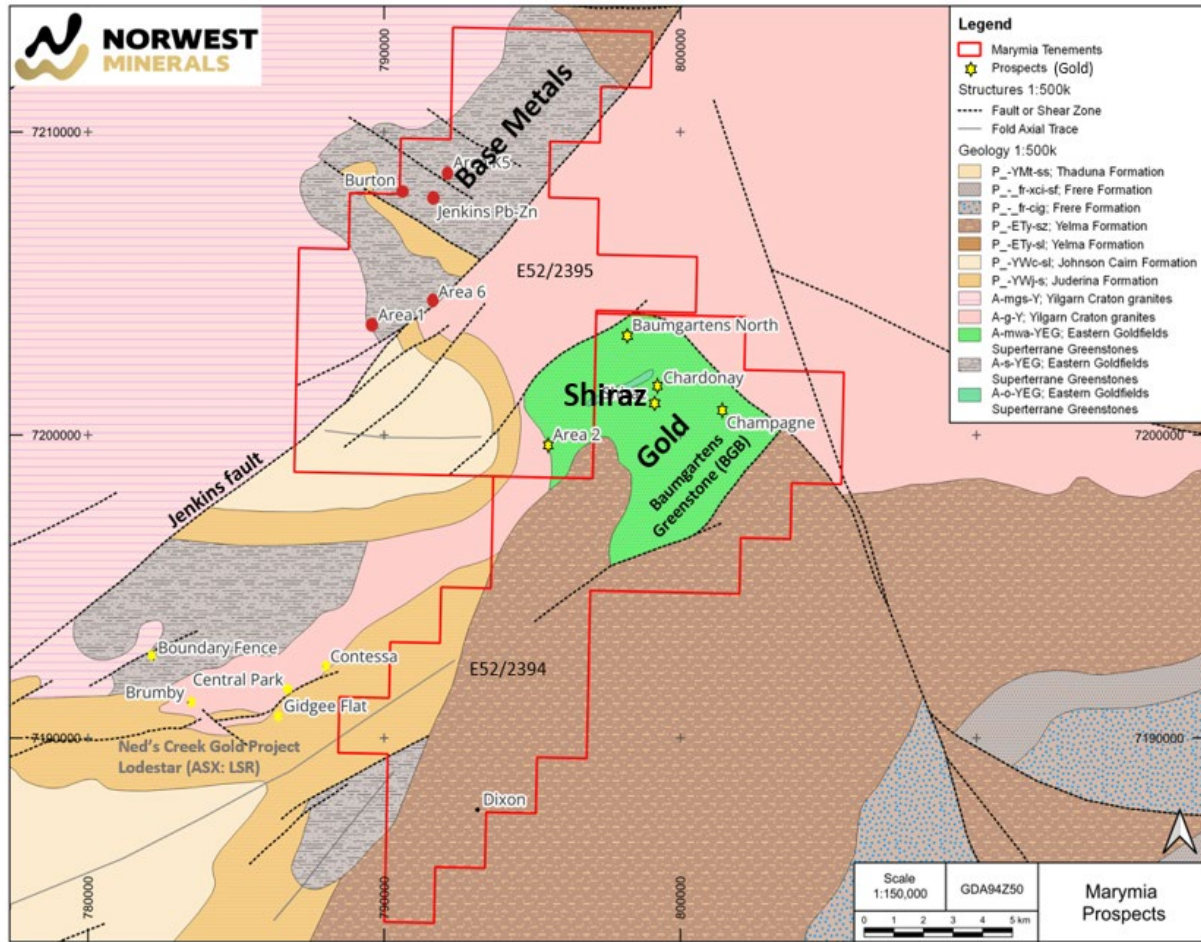 NORWEST
MINERALS
Legend
Marymia Tenements
Prospects (Gold)
Structures 1:500k
Fault or Shear Zone
Fold Axial Trace
Geology 1:500k
P_-YMt-ss; Thaduna Formation
P_-_fr-xci-sf; Frere Formation
P_-_fr-cig; Frere Formation
P_-ETy-sz; Yelma Formation
P_-ETy-sl; Yelma Formation
P_-YWc-sl; Johnson Cairn Formation
P_-YWj-s; Juderina Formation
A-mgs-Y; Yilgarn Craton granites
A-g-Y; Yilgarn Craton granites
A-mwa-YEG; Eastern Goldfields
Superterrane Greenstones
A-s-YEG; Eastern Goldfields
Superterrane Greenstones
A-o-YEG; Eastern Goldfields
Superterrane Greenstones
790000
800000
7210000
Base Metals
Burton
Jenkins Pb-Zn
E52/2395
Area 6
Area 1
Baumgartens North
Chardonay
Shiraz
Champagne
Area 2
Gold
Baumgartens
Greenstone (BGB)
7200000
7200000
Jenkins fault
Boundary Fence
Contessa
Central Park
Brumby
Gidgee Flat
E52/2394
Ned's Creek Gold Project
Lodestar (ASX: LSR)
7190000
7190000
Dixon
780000
790000
800000
Scale
1:150,000
GDA94Z50
0 1 2 3 4 5 km
Marymia
Prospects